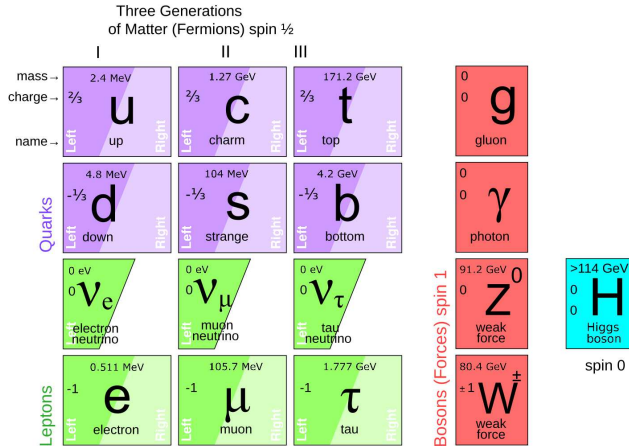 Three Generations
of Matter (Fermions) spin ½
I II III
mass→
charge→
name→
2.4 MeV
⅔
u
up
Left
Right
1.27 GeV
⅔
c
charm
Left
Right
171.2 GeV
⅔
t
top
Left
Right
0
0
g
gluon
Quarks
4.8 MeV
-⅓
d
down
Left
Right
104 MeV
-⅓
s
strange
Left
Right
4.2 GeV
-⅓
b
bottom
Left
Right
0
0
γ
photon
0 eV
0
νe
electron
neutrino
Left
0 eV
0
νμ
muon
neutrino
Left
0 eV
0
ντ
tau
neutrino
Left
91.2 GeV
0
Z0
weak
force
>114 GeV
0
0
H
Higgs
boson
spin 0
Leptons
0.511 MeV
-1
e
electron
Left
Right
105.7 MeV
-1
μ
muon
Left
Right
1.777 GeV
-1
τ
tau
Left
Right
Bosons (Forces) spin 1
80.4 GeV
±1
W±
weak
force